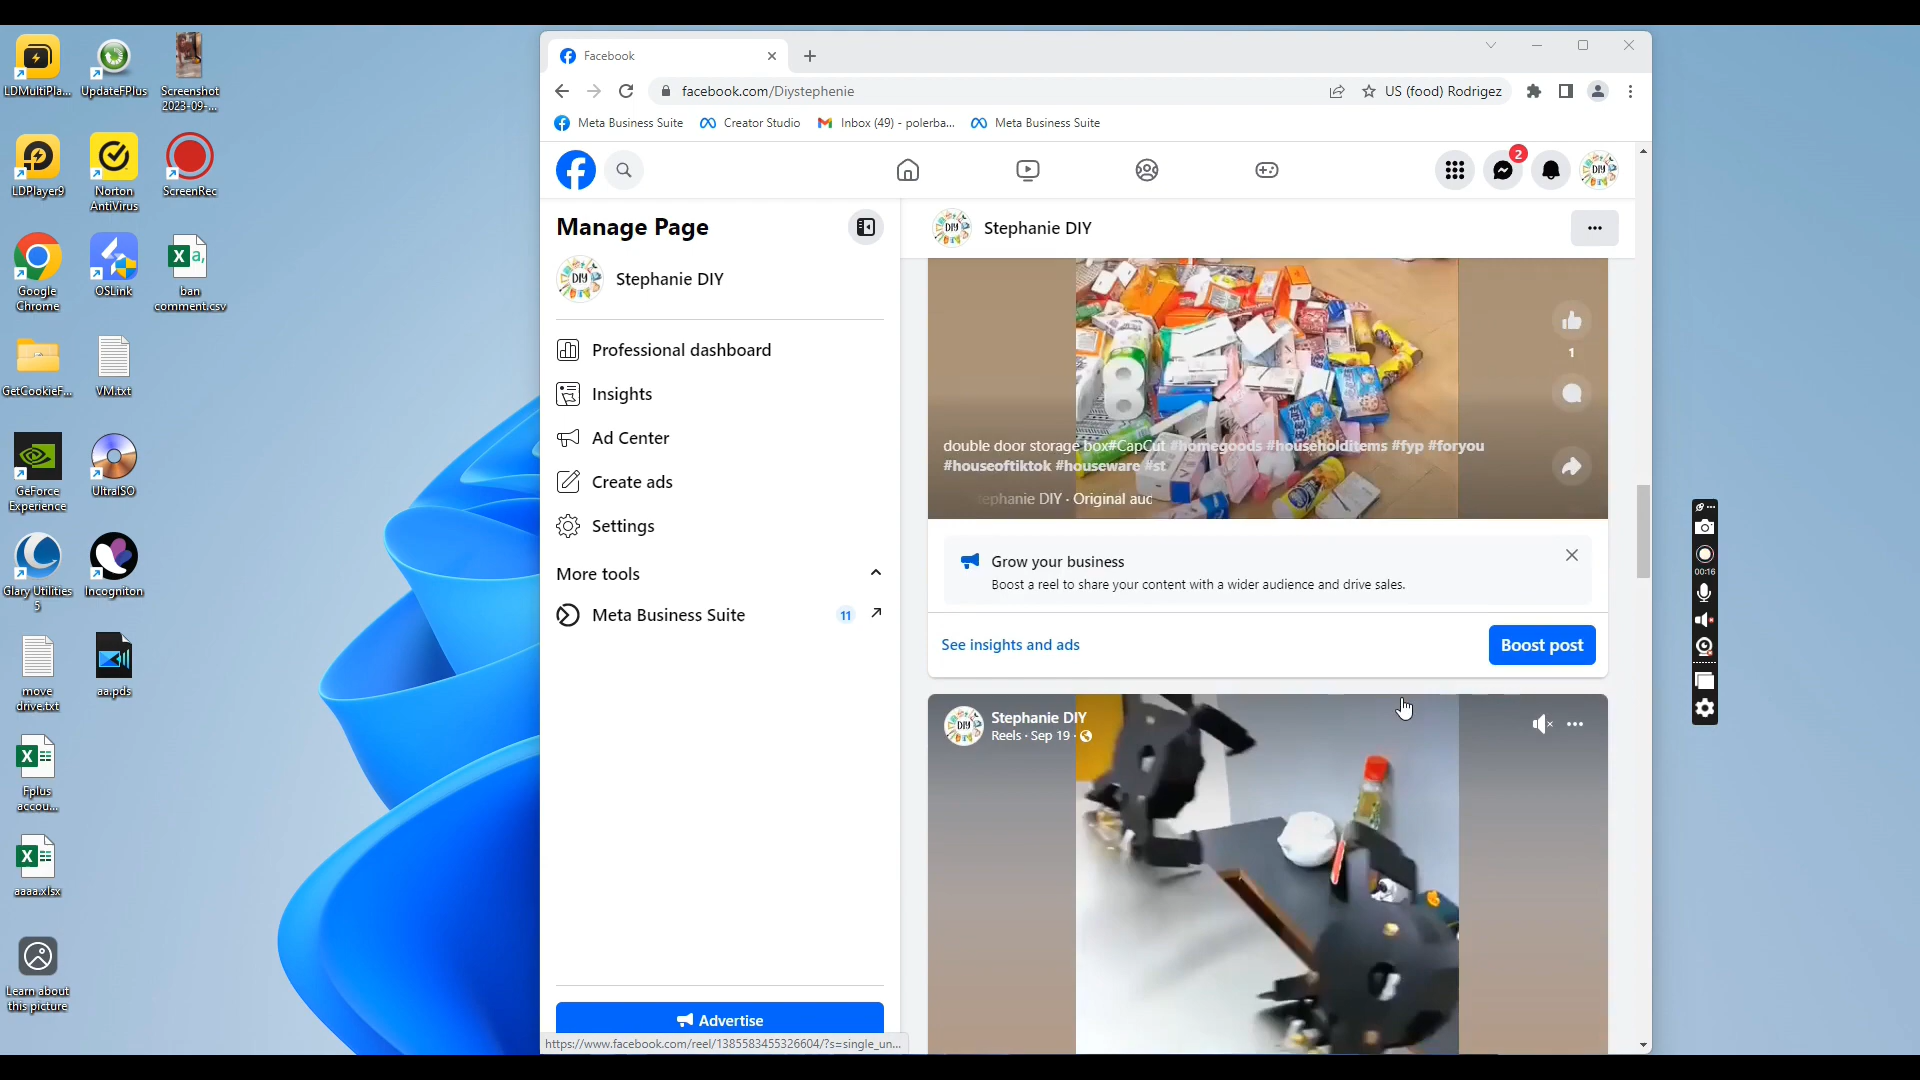 LDMultiPla...
UpdateFPlus
Screenshot
2023-09-...
LDPlayer9
Norton
AntiVirus
ScreenRec
Google
Chrome
OSLink
ban
comment.csv
GetCookieF...
VM.txt
GeForce
Experience
UltraISO
Glary Utilities
5
Incogniton
move
drive.txt
aa.pds
Fplus
accou...
aaaa.xlsx
Learn about
this picture
Facebook
facebook.com/Diystephenie
US (food) Rodrigez
Meta Business Suite
Creator Studio
Inbox (49) - polerba...
Meta Business Suite
2
Manage Page
Stephanie DIY
Professional dashboard
Insights
Ad Center
Create ads
Settings
More tools
Meta Business Suite
11
Advertise
https://www.facebook.com/reel/1385583455326604/?s=single_un...
DIY
Stephanie DIY
1
double door storage box#CapCut #homegoods #householditems #fyp #foryou
#houseoftiktok #houseware #st
ephanie DIY · Original aud
Grow your business
Boost a reel to share your content with a wider audience and drive sales.
See insights and ads
Boost post
Stephanie DIY
Reels · Sep 19 ·
00:16